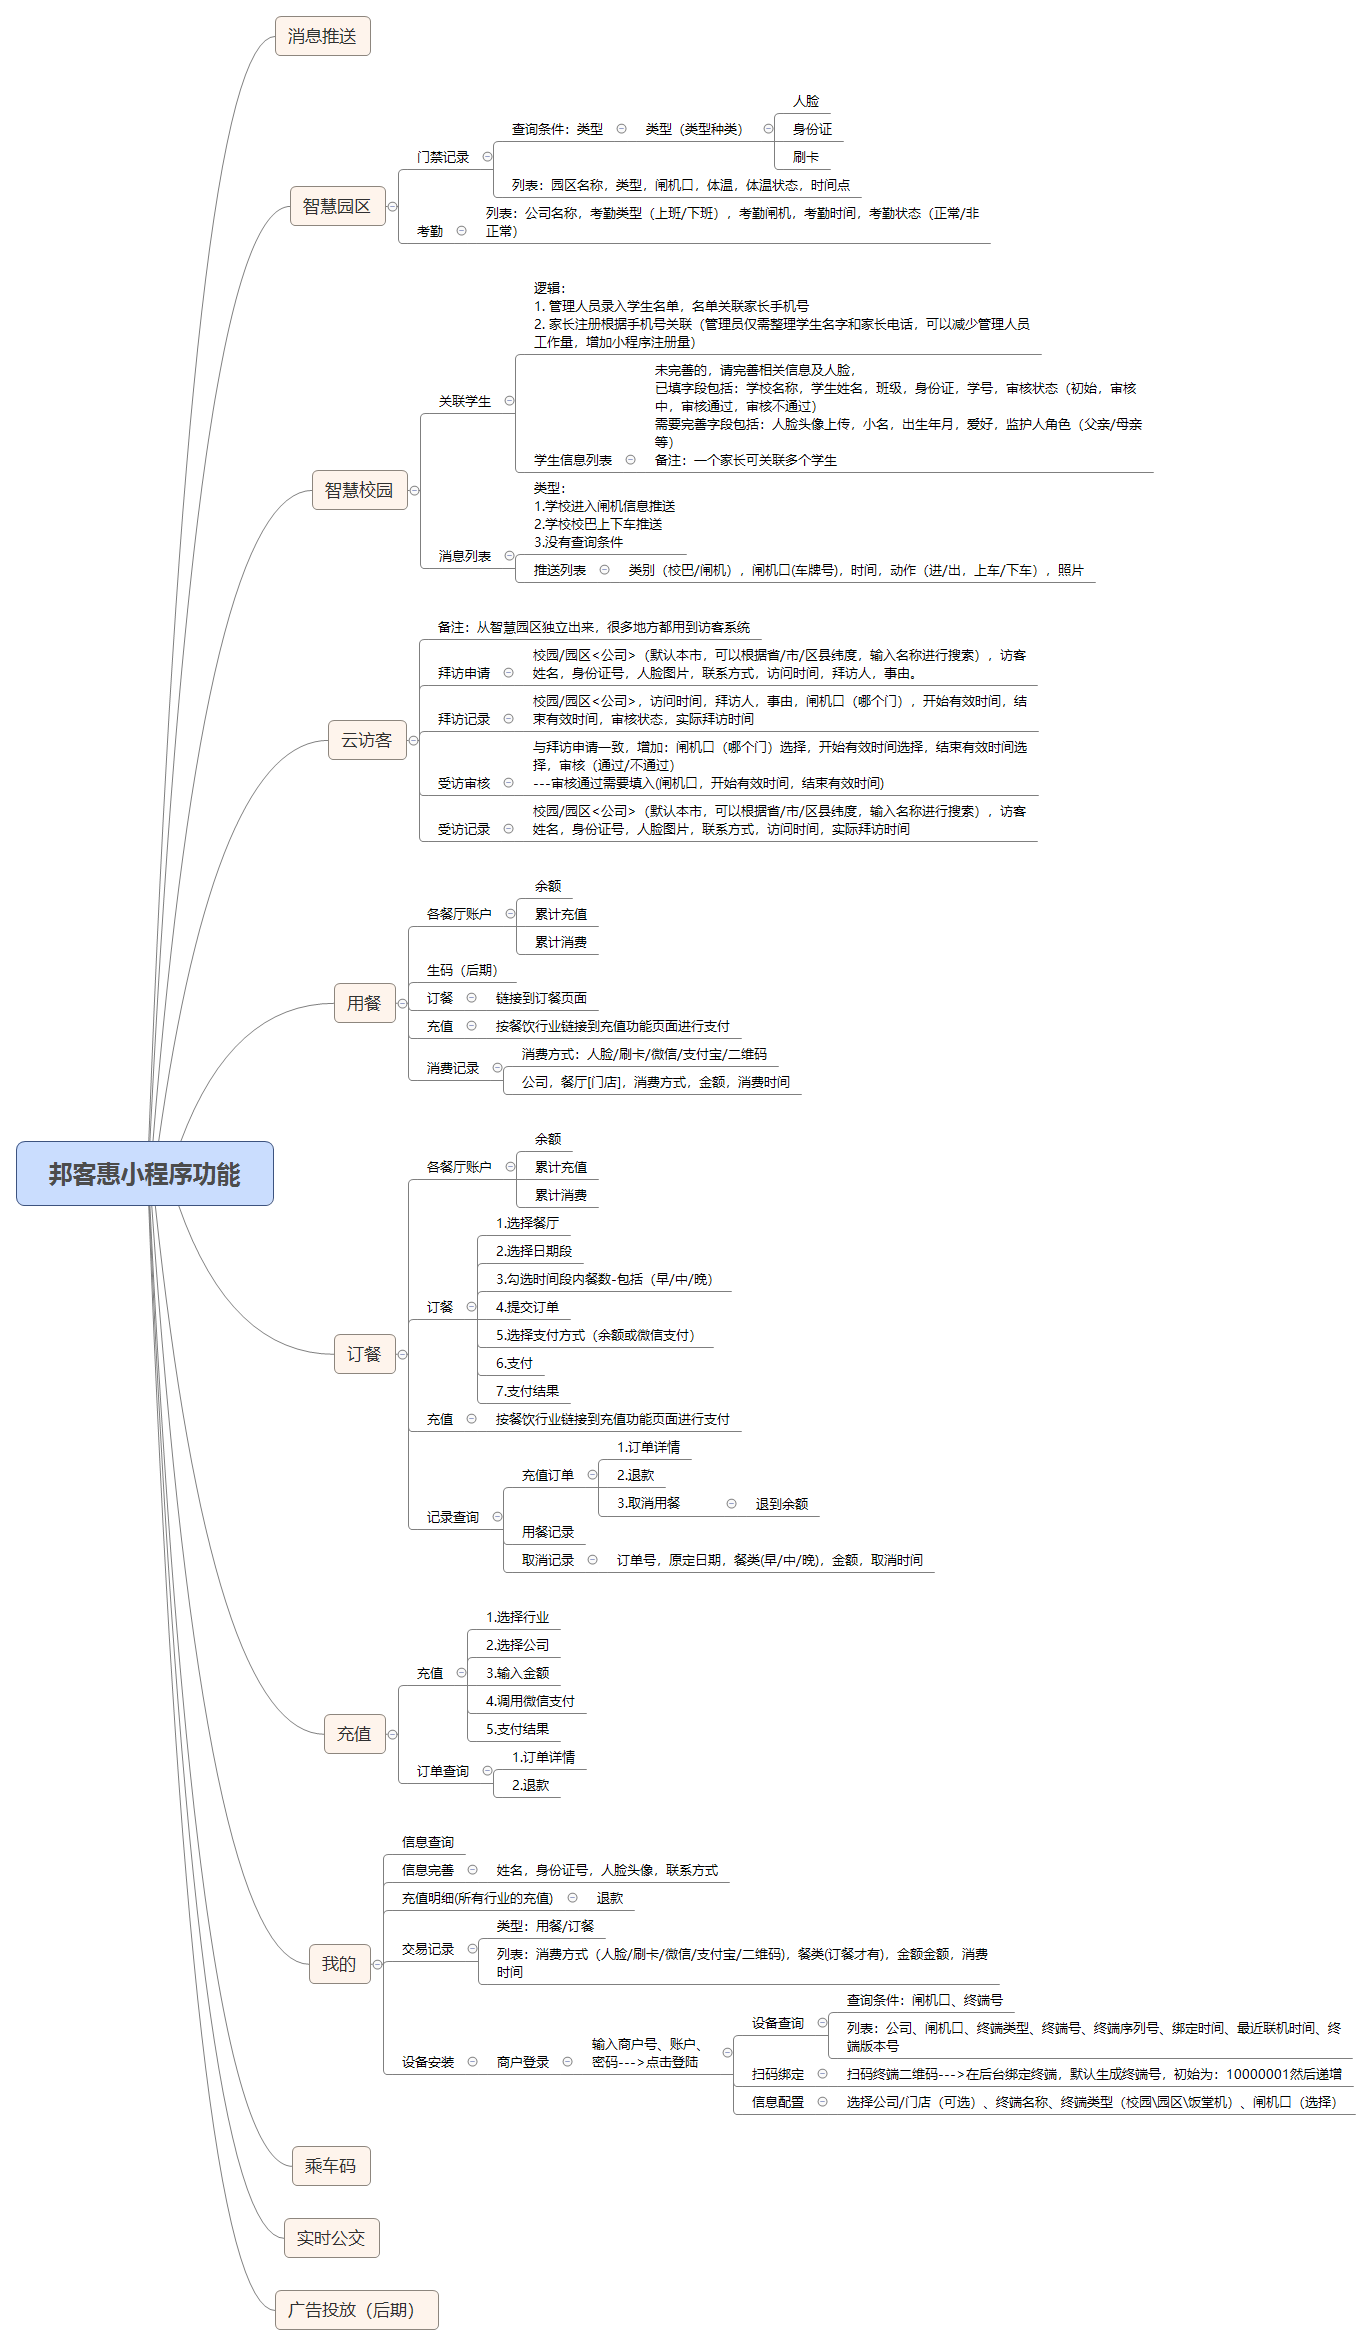 消息推送
人脸
查询条件：类型
类型（类型种类）
身份证
门禁记录
刷卡
列表：园区名称，类型，闸机口，体温，体温状态，时间点
智慧园区
列表：公司名称，考勤类型（上班/下班），考勤闸机，考勤时间，考勤状态（正常/非
正常）
考勤
逻辑：
1. 管理人员录入学生名单，名单关联家长手机号
2. 家长注册根据手机号关联（管理员仅需整理学生名字和家长电话，可以减少管理人员
工作量，增加小程序注册量）
关联学生
未完善的，请完善相关信息及人脸，
已填字段包括：学校名称，学生姓名，班级，身份证，学号，审核状态（初始，审核
中，审核通过，审核不通过）
需要完善字段包括：人脸头像上传，小名，出生年月，爱好，监护人角色（父亲/母亲
等）
备注：一个家长可关联多个学生
学生信息列表
智慧校园
类型：
1.学校进入闸机信息推送
2.学校校巴上下车推送
3.没有查询条件
消息列表
推送列表
类别（校巴/闸机），闸机口(车牌号)，时间，动作（进/出，上车/下车），照片
备注：从智慧园区独立出来，很多地方都用到访客系统
拜访申请
校园/园区<公司>（默认本市，可以根据省/市/区县纬度，输入名称进行搜索），访客
姓名，身份证号，人脸图片，联系方式，访问时间，拜访人，事由。
拜访记录
校园/园区<公司>，访问时间，拜访人，事由，闸机口（哪个门），开始有效时间，结
束有效时间，审核状态，实际拜访时间
云访客
与拜访申请一致，增加：闸机口（哪个门）选择，开始有效时间选择，结束有效时间选
择，审核（通过/不通过）
---审核通过需要填入(闸机口，开始有效时间，结束有效时间)
受访审核
受访记录
校园/园区<公司>（默认本市，可以根据省/市/区县纬度，输入名称进行搜索），访客
姓名，身份证号，人脸图片，联系方式，访问时间，实际拜访时间
余额
各餐厅账户
累计充值
累计消费
生码（后期）
用餐
订餐
链接到订餐页面
充值
按餐饮行业链接到充值功能页面进行支付
消费方式：人脸/刷卡/微信/支付宝/二维码
消费记录
公司，餐厅[门店]，消费方式，金额，消费时间
邦客惠小程序功能
余额
各餐厅账户
累计充值
累计消费
1.选择餐厅
2.选择日期段
3.勾选时间段内餐数-包括（早/中/晚）
订餐
4.提交订单
5.选择支付方式（余额或微信支付）
6.支付
7.支付结果
订餐
充值
按餐饮行业链接到充值功能页面进行支付
1.订单详情
充值订单
2.退款
3.取消用餐
退到余额
记录查询
用餐记录
取消记录
订单号，原定日期，餐类(早/中/晚)，金额，取消时间
1.选择行业
2.选择公司
充值
3.输入金额
4.调用微信支付
5.支付结果
充值
1.订单详情
订单查询
2.退款
信息查询
信息完善
姓名，身份证号，人脸头像，联系方式
充值明细(所有行业的充值)
退款
类型：用餐/订餐
交易记录
列表：消费方式（人脸/刷卡/微信/支付宝/二维码)，餐类(订餐才有)，金额金额，消费
时间
我的
查询条件：闸机口、终端号
设备查询
列表：公司、闸机口、终端类型、终端号、终端序列号、绑定时间、最近联机时间、终
端版本号
设备安装
商户登录
输入商户号、账户、
密码--->点击登陆
扫码绑定
扫码终端二维码--->在后台绑定终端，默认生成终端号，初始为：10000001然后递增
信息配置
选择公司/门店（可选）、终端名称、终端类型（校园\园区\饭堂机）、闸机口（选择）
乘车码
实时公交
广告投放（后期）